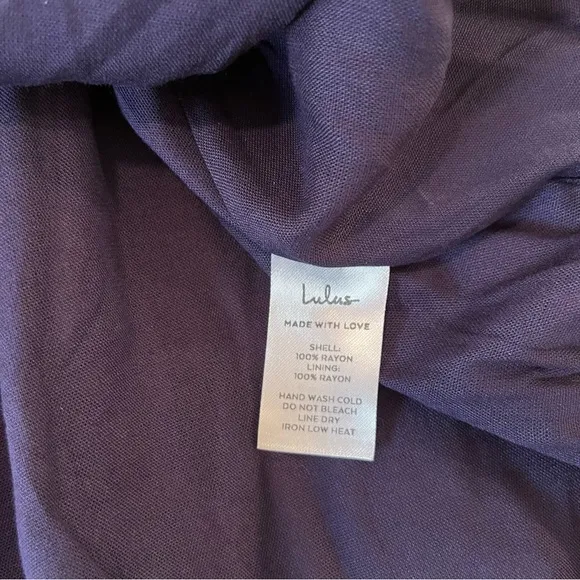 Lulus
MADE WITH LOVE
SHELL:
100% RAYON
LINING:
100% RAYON
HAND WASH COLD
DO NOT BLEACH
LINE DRY
IRON LOW HEAT